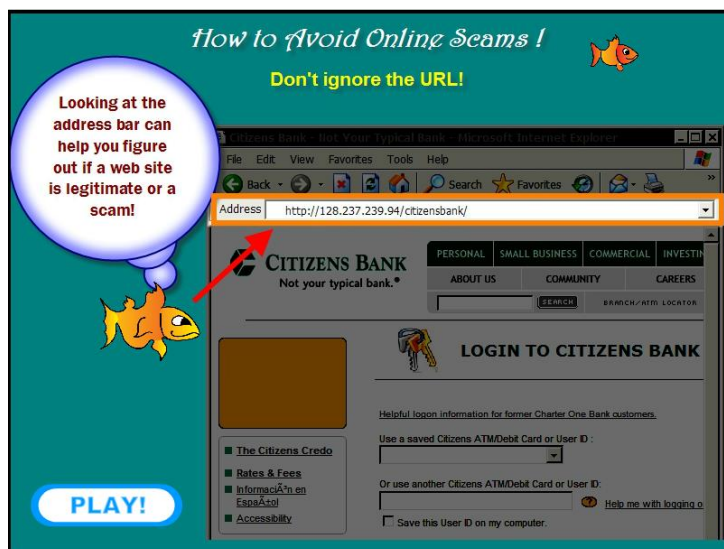 How to Avoid Online Scams !
Don't ignore the URL!
Looking at the
address bar can
help you figure
out if a web site
is legitimate or a
scam!
Citizens Bank - Not Your Typical Bank - Microsoft Internet Explorer
File Edit View Favorites Tools Help
Back Search Favorites »
Address http://128.237.239.94/citizensbank/
CITIZENS BANK
Not your typical bank.®
PERSONAL SMALL BUSINESS COMMERCIAL INVESTIN
ABOUT US COMMUNITY CAREERS
SEARCH BRANCH/ATM LOCATOR
LOGIN TO CITIZENS BANK
Helpful logon information for former Charter One Bank customers.
Use a saved Citizens ATM/Debit Card or User ID :
Or use another Citizens ATM/Debit Card or User ID:
Help me with logging o
Save this User ID on my computer.
The Citizens Credo
Rates & Fees
InformaciÃ³n en
EspaÃ±ol
Accessibility
PLAY!